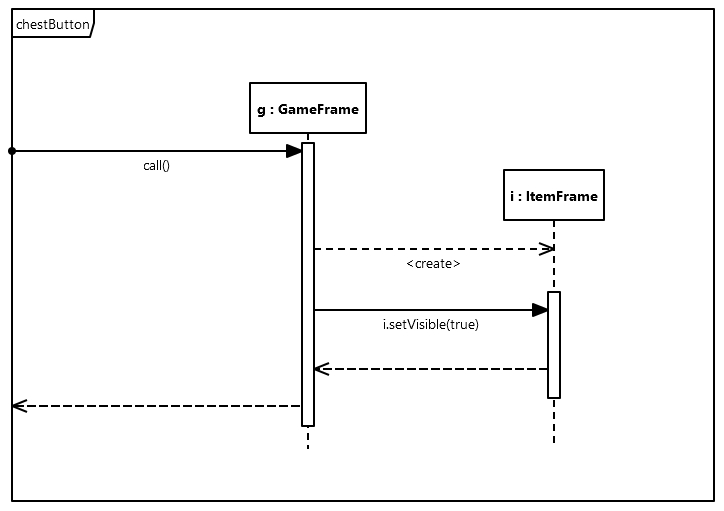 chestButton
g : GameFrame
call()
i : ItemFrame
<create>
i.setVisible(true)